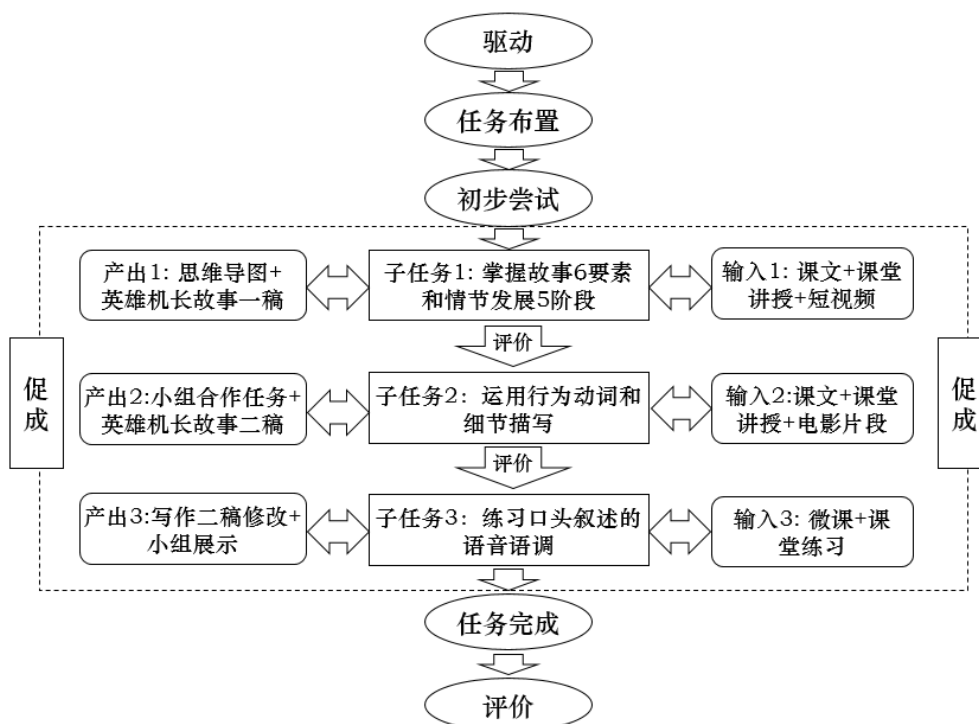 驱动
任务布置
初步尝试
产出1: 思维导图+
英雄机长故事一稿
子任务1: 掌握故事6要素
和情节发展5阶段
输入1: 课文+课堂
讲授+短视频
评价
促成
促成
产出2:小组合作任务+
英雄机长故事二稿
子任务2: 运用行为动词和
细节描写
输入2:课文+课堂
讲授+电影片段
评价
产出3:写作二稿修改+
小组展示
子任务3: 练习口头叙述的
语音语调
输入3: 微课+课
堂练习
任务完成
评价